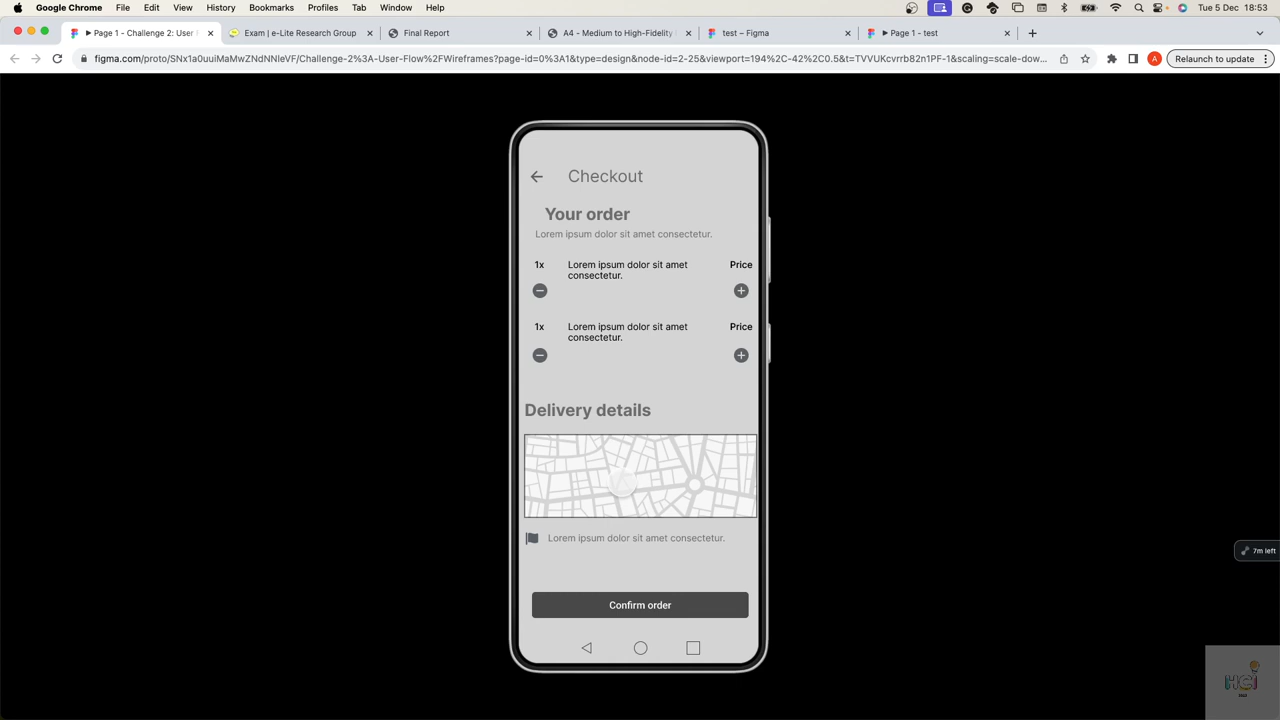 Google Chrome File Edit View History Bookmarks Profiles Tab Window Help Tue 5 Dec 18:53
Page 1 - Challenge 2: User F Exam | e-Lite Research Group Final Report A4 - Medium to High-Fidelity test – Figma Page 1 - test
figma.com/proto/SNx1a0uuiMaMwZNdNNleVF/Challenge-2%3A-User-Flow%2FWireframes?page-id=0%3A1&type=design&node-id=2-25&viewport=194%2C-42%2C0.5&t=TVVUKcvrrb82n1PF-1&scaling=scale-dow... A Relaunch to update
Checkout
Your order
Lorem ipsum dolor sit amet consectetur.
1x Lorem ipsum dolor sit amet Price
consectetur.
1x Lorem ipsum dolor sit amet Price
consectetur.
Delivery details
Lorem ipsum dolor sit amet consectetur.
7m left
Confirm order
HCI